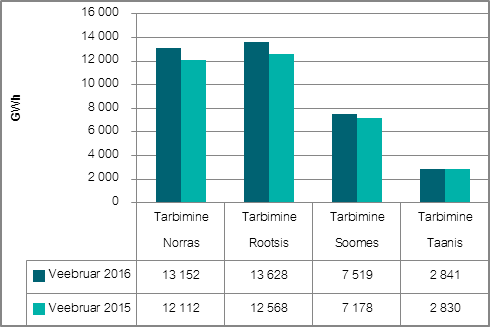 16 000
14 000
12 000
10 000
8 000
6 000
4 000
2 000
0
GWh
Tarbimine Norras
Tarbimine Rootsis
Tarbimine Soomes
Tarbimine Taanis
Veebruar 2016 13 152 13 628 7 519 2 841
Veebruar 2015 12 112 12 568 7 178 2 830